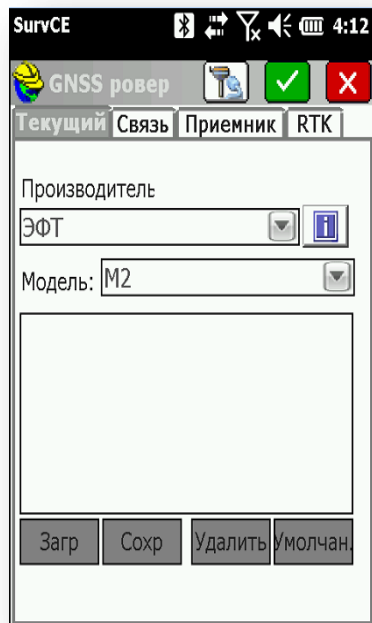 SurvCE 4:12
GNSS ровер
Текущий Связь Приемник RTK
Производитель
ЭФТ
Модель: M2
Загр Сохр Удалить Умолчан.